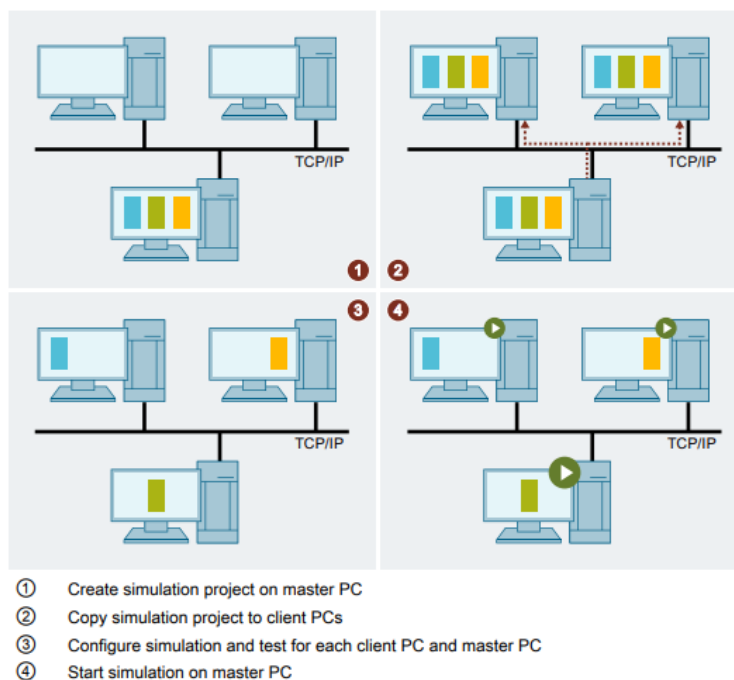 TCP/IP
TCP/IP
1 2
3 4
TCP/IP
TCP/IP
① Create simulation project on master PC
② Copy simulation project to client PCs
③ Configure simulation and test for each client PC and master PC
④ Start simulation on master PC